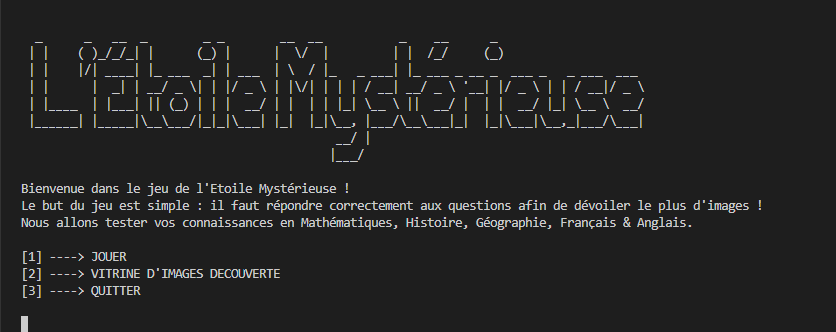 L'Étoile Mystérieuse
Bienvenue dans le jeu de l'Etoile Mystérieuse !
Le but du jeu est simple : il faut répondre correctement aux questions afin de dévoiler le plus d'images !
Nous allons tester vos connaissances en Mathématiques, Histoire, Géographie, Français & Anglais.
[1] ----> JOUER
[2] ----> VITRINE D'IMAGES DECOUVERTE
[3] ----> QUITTER